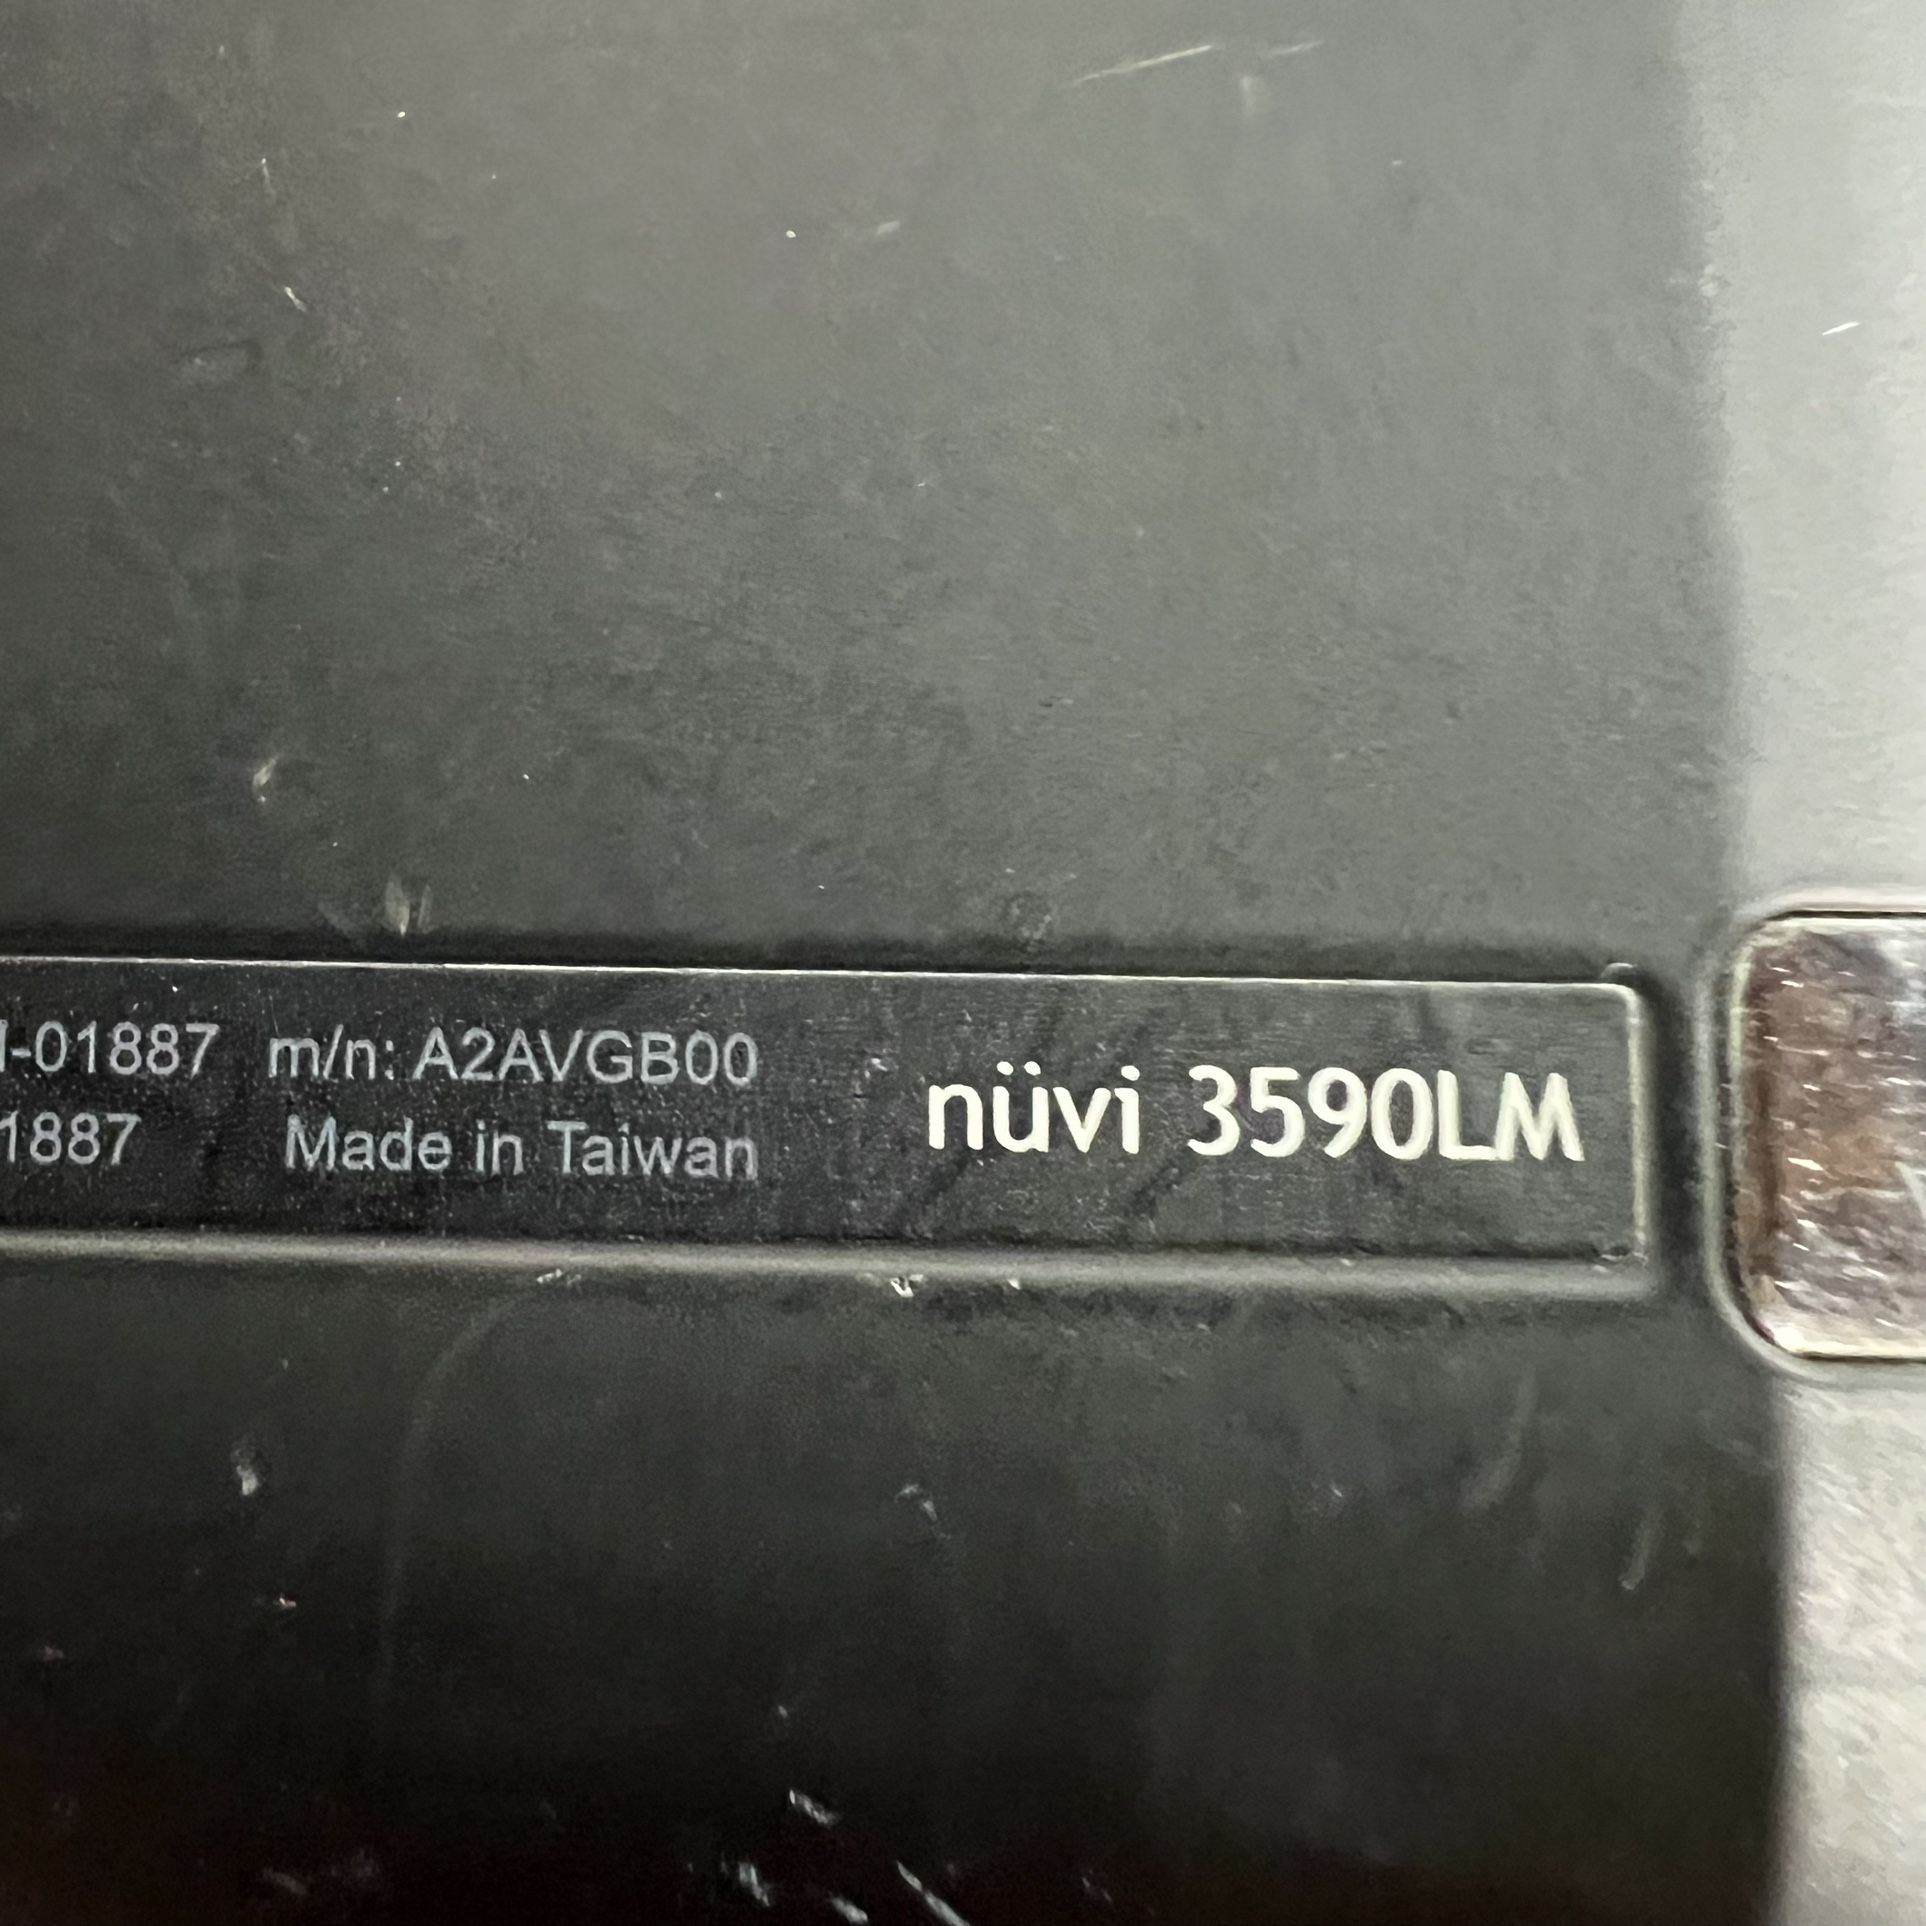 -01887 m/n: A2AVGB00
1887 Made in Taiwan
nüvi 3590LM